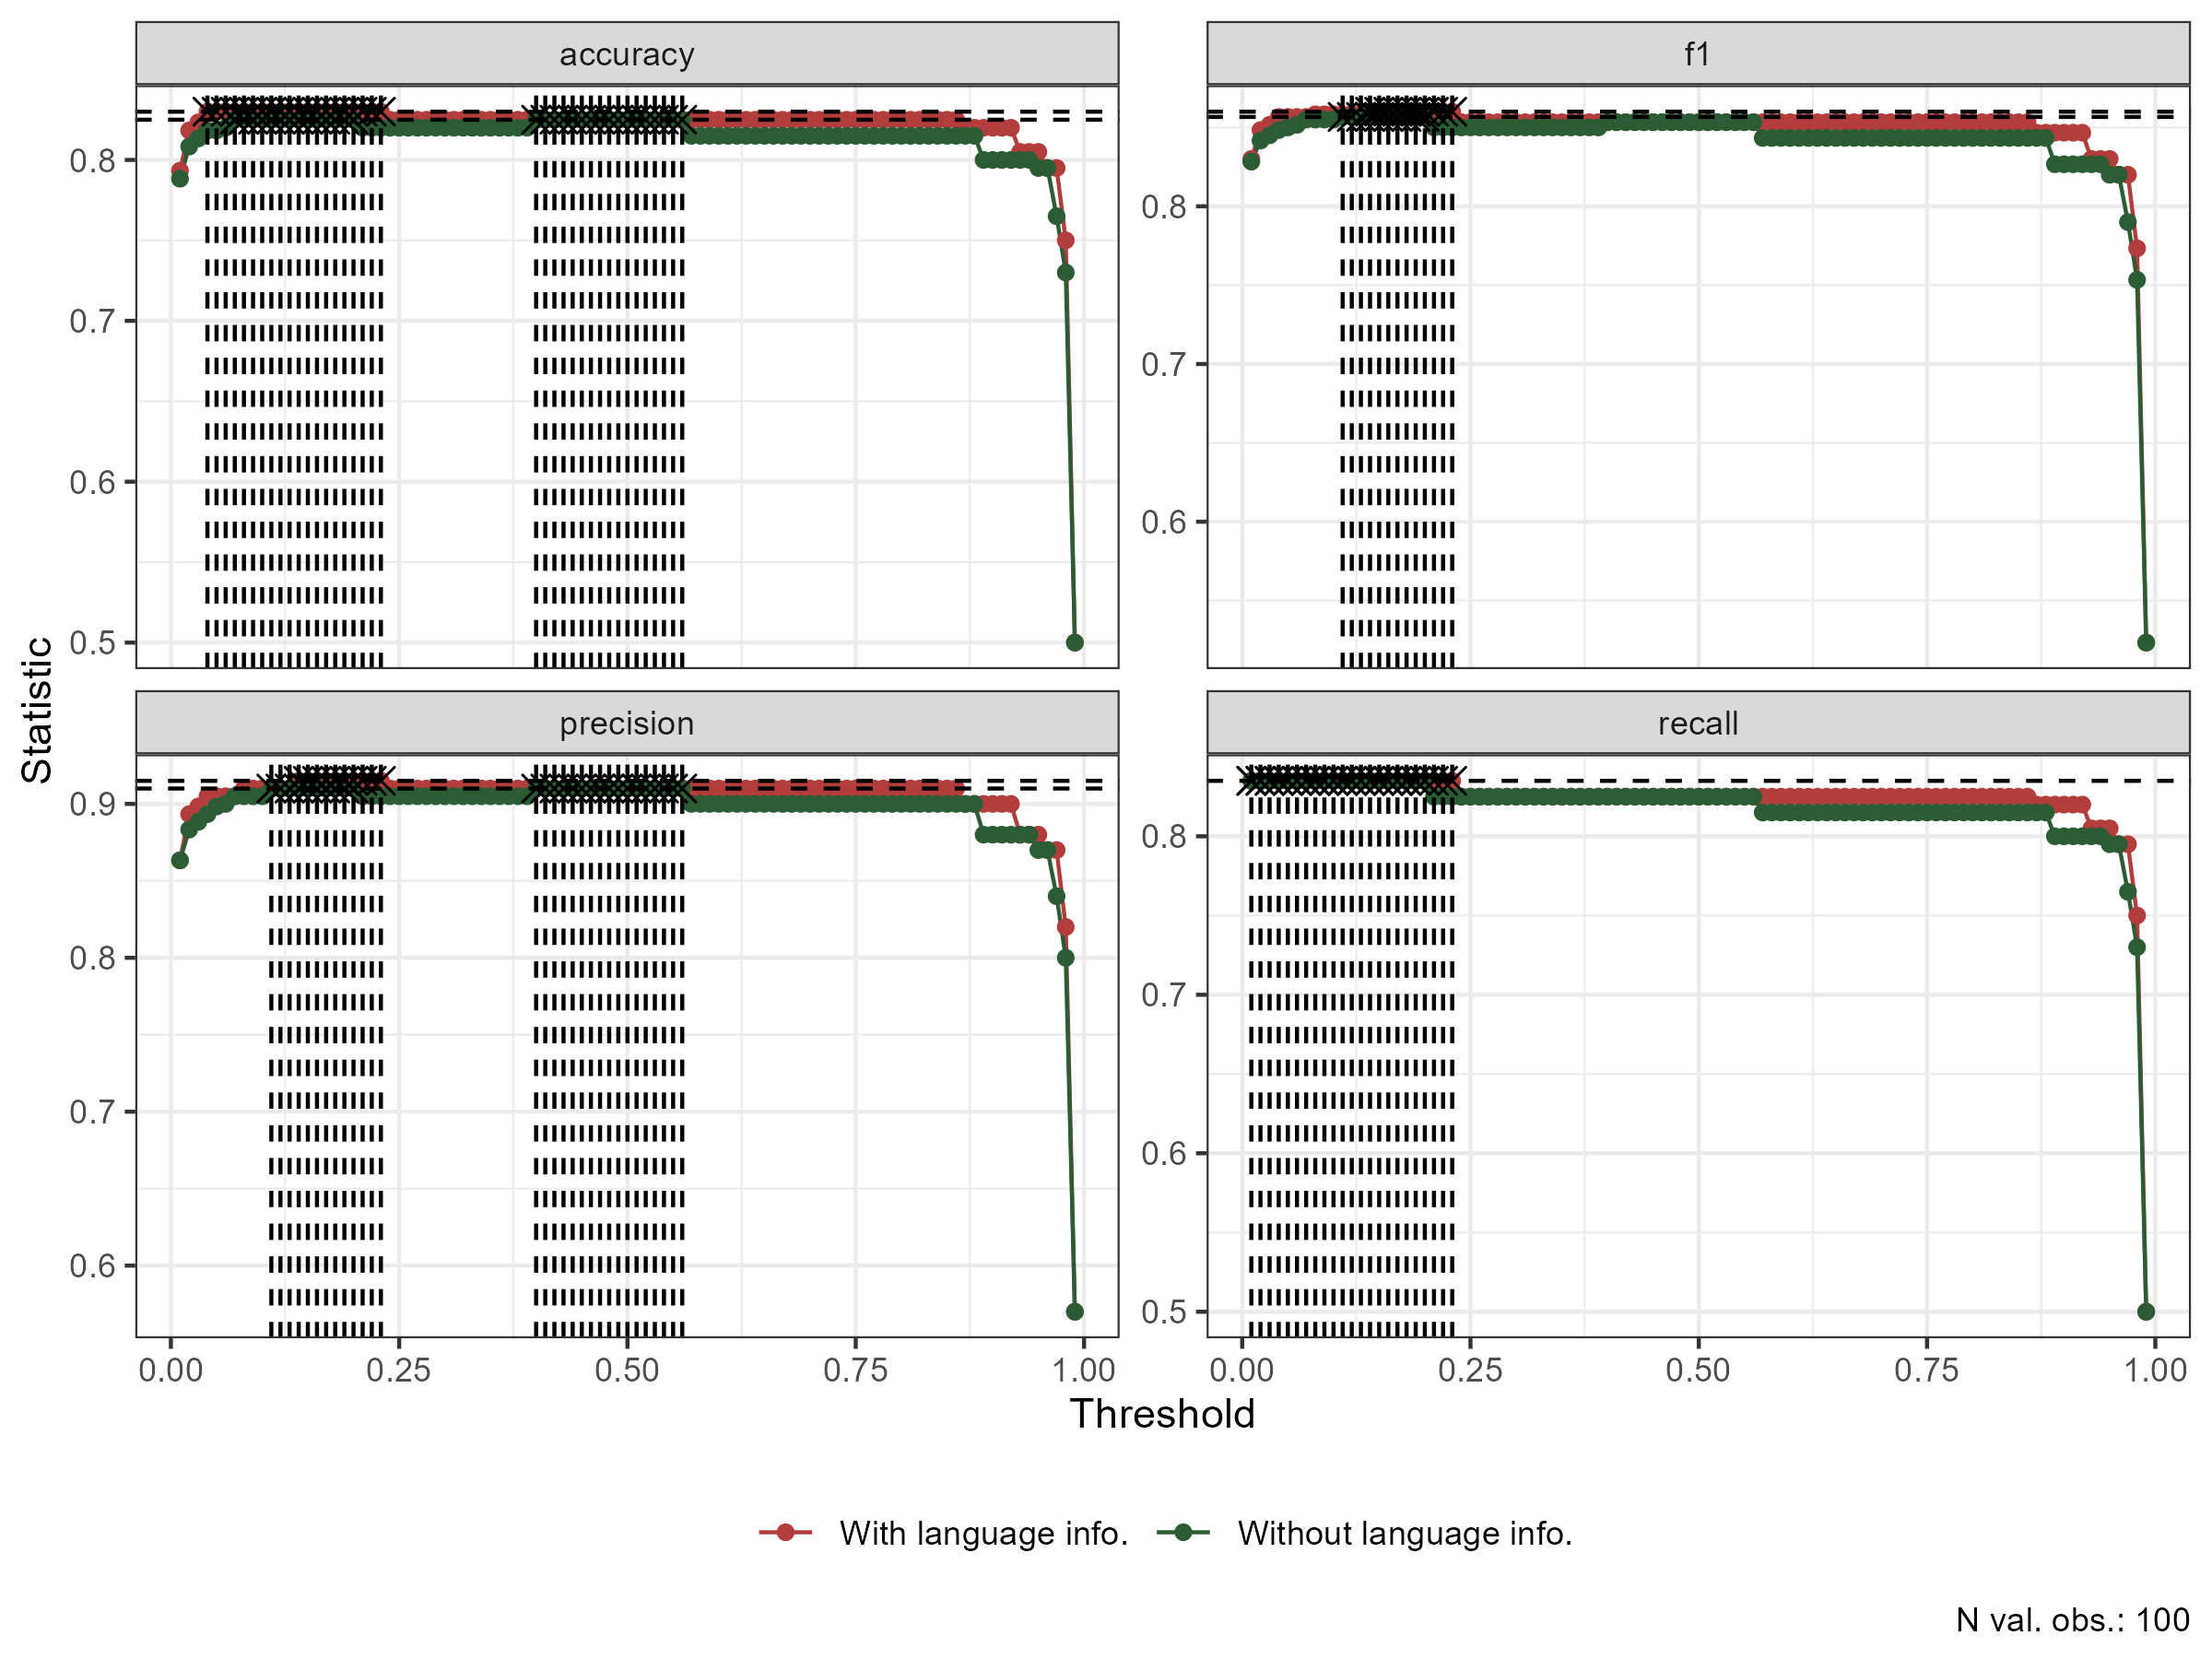 accuracy
f1
0.8
0.7
0.6
0.5
0.8
0.7
0.6
Statistic
precision
recall
0.9
0.8
0.7
0.6
0.8
0.7
0.6
0.5
0.00 0.25 0.50 0.75 1.00
0.00 0.25 0.50 0.75 1.00
Threshold
With language info. Without language info.
N val. obs.: 100